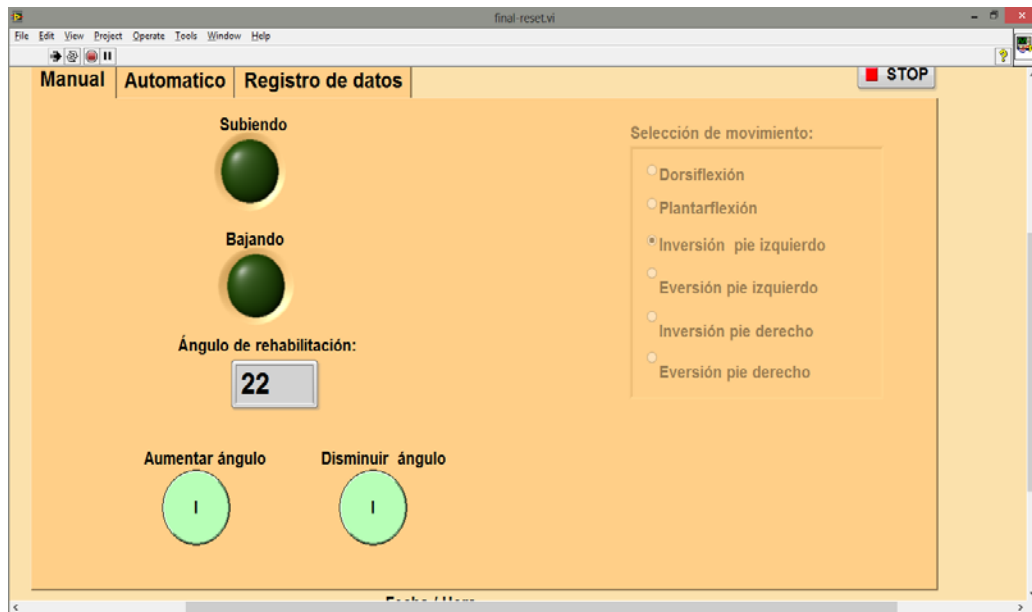 final-reset.vi
File Edit View Project Operate Tools Window Help
Manual Automatico Registro de datos
STOP
Subiendo
Bajando
Ángulo de rehabilitación:
22
Aumentar ángulo Disminuir ángulo
I I
Selección de movimiento:
Dorsiflexión
Plantarflexión
Inversión pie izquierdo
Eversión pie izquierdo
Inversión pie derecho
Eversión pie derecho
Fecha / Hora